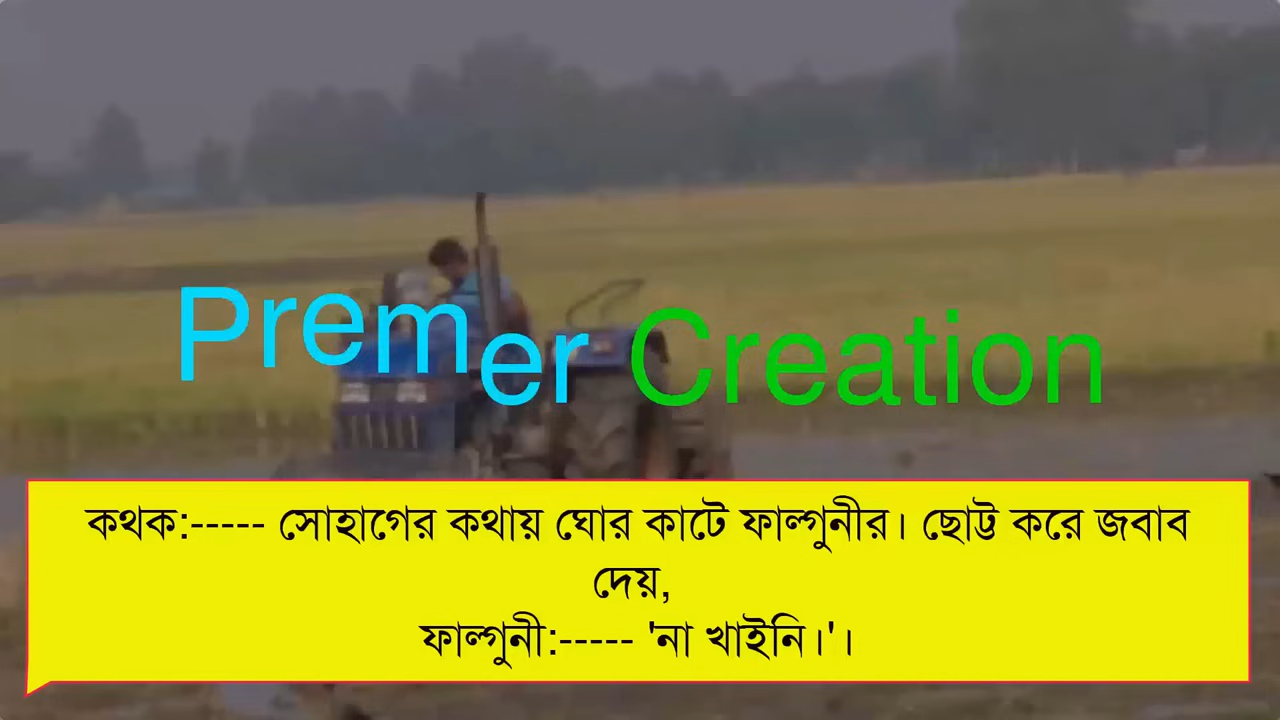 Premer Creation
কথক:----- সোহাগের কথায় ঘোর কাটে ফাল্গুনীর। ছোট্ট করে জবাব
দেয়,
ফাল্গুনী:----- 'না খাইনি।'।